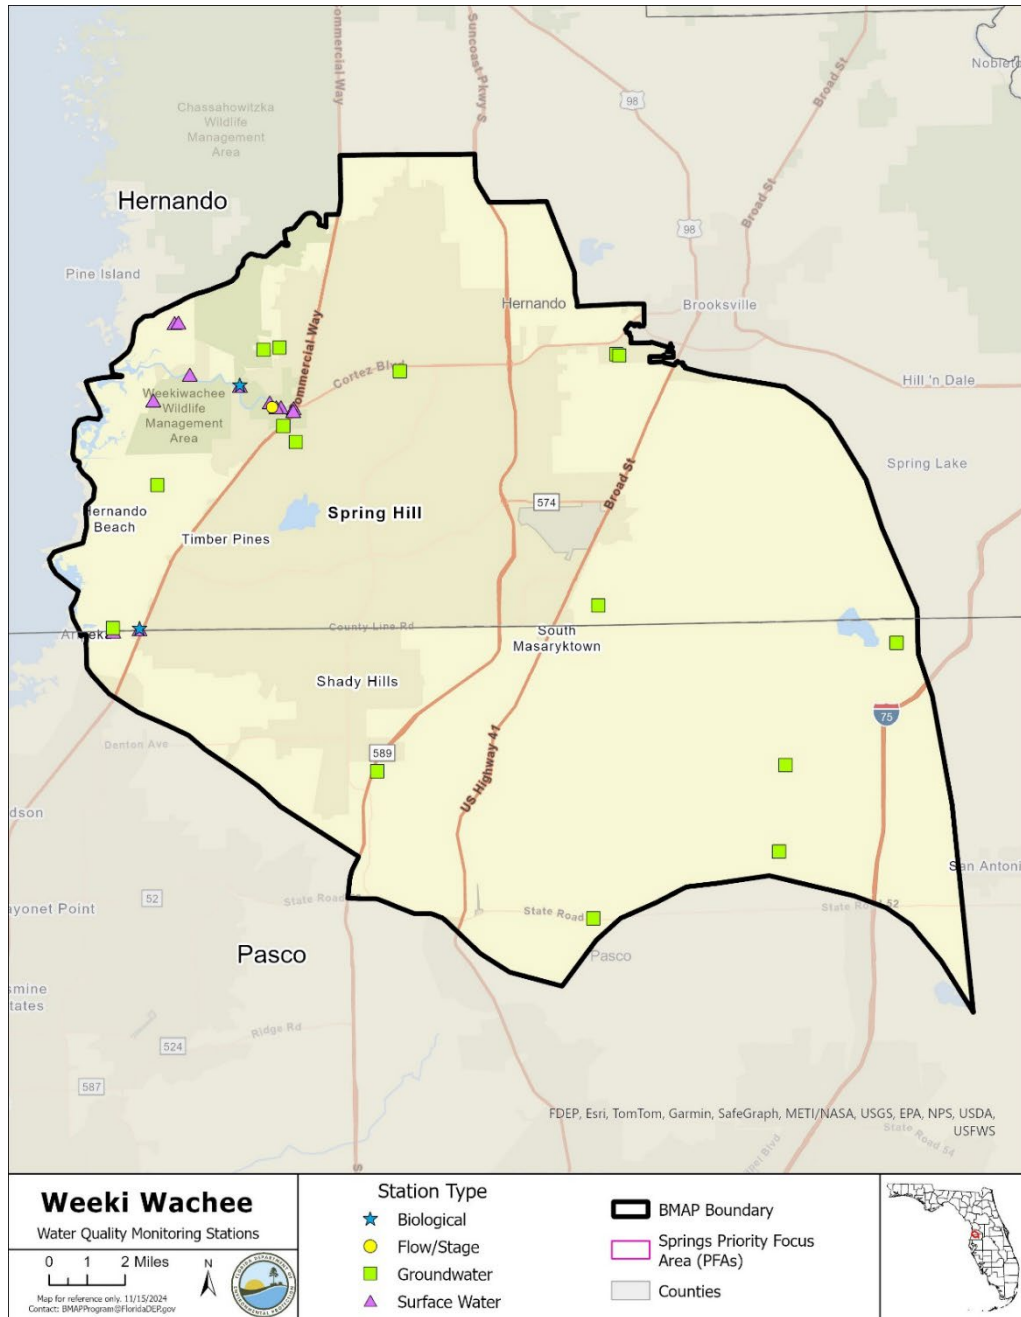 Commercial Way
Suncoast Pkwy S
98
Broad St
Chassahowitzka
Wildlife
Management
Area
Hernando
98
Broad St
Pine Island
Hernando
Brooksville
Commercial Way
Cortez Blvd
Hill 'n Dale
Weekiwachee
Wildlife
Management
Area
Broad St
Spring Lake
574
Spring Hill
Hernando
Beach
Timber Pines
County Line Rd
South
Masaryktown
Shady Hills
75
Denton Ave
589
US Highway 41
dson
San Antoni
52
State Road
State Road 52
ayonet Point
State Road
Pasco
Pasco
smine
tates
Ridge Rd
524
587
FDEP, Esri, TomTom, Garmin, SafeGraph, METI/NASA, USGS, EPA, NPS, USDA,
USFWS
State Road 54
Weeki Wachee
Water Quality Monitoring Stations
0 1 2 Miles
N
Map for reference only. 11/15/2024
Contact: BMAPProgram@FloridaDEP.gov
Station Type
Biological
Flow/Stage
Groundwater
Surface Water
BMAP Boundary
Springs Priority Focus
Area (PFAs)
Counties